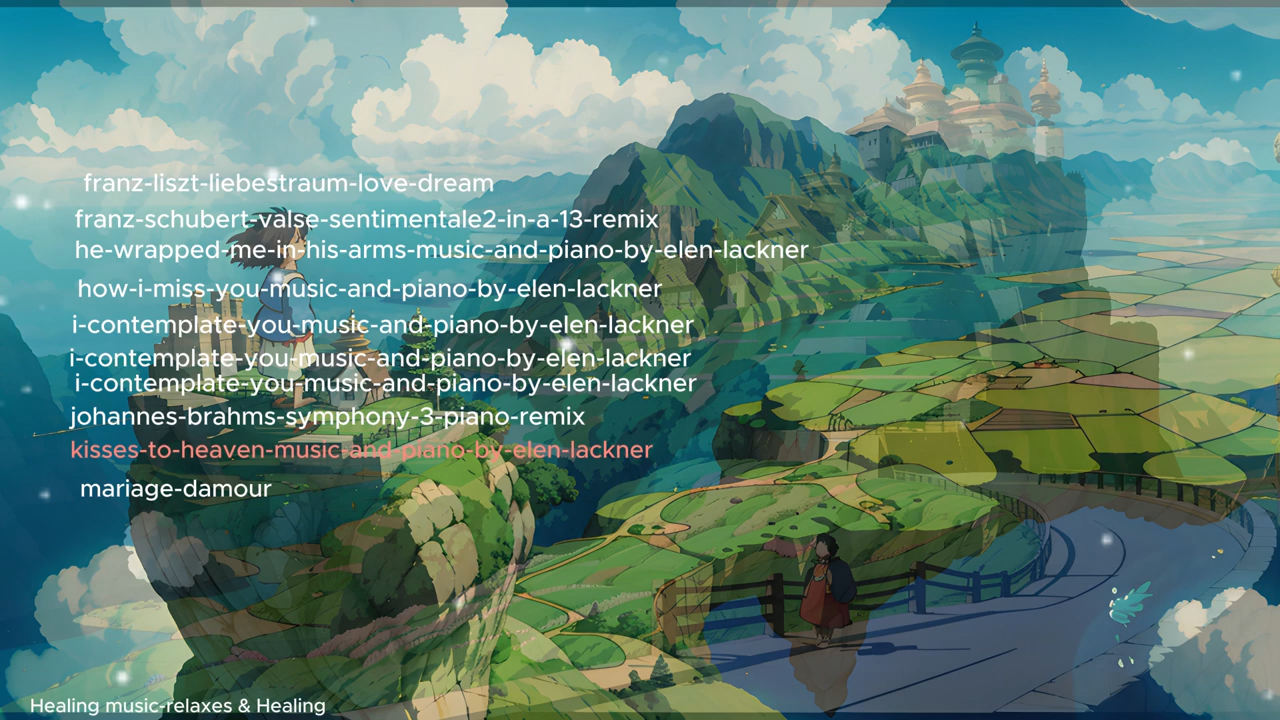 franz-liszt-liebestraum-love-dream
franz-schubert-valse-sentimentale2-in-a-13-remix
he-wrapped-me-in-his-arms-music-and-piano-by-elen-lackner
how-i-miss-you-music-and-piano-by-elen-lackner
i-contemplate-you-music-and-piano-by-elen-lackner
i-contemplate-you-music-and-piano-by-elen-lackner
i-contemplate-you-music-and-piano-by-elen-lackner
johannes-brahms-symphony-3-piano-remix
kisses-to-heaven-music-and-piano-by-elen-lackner
mariage-damour
Healing music-relaxes & Healing